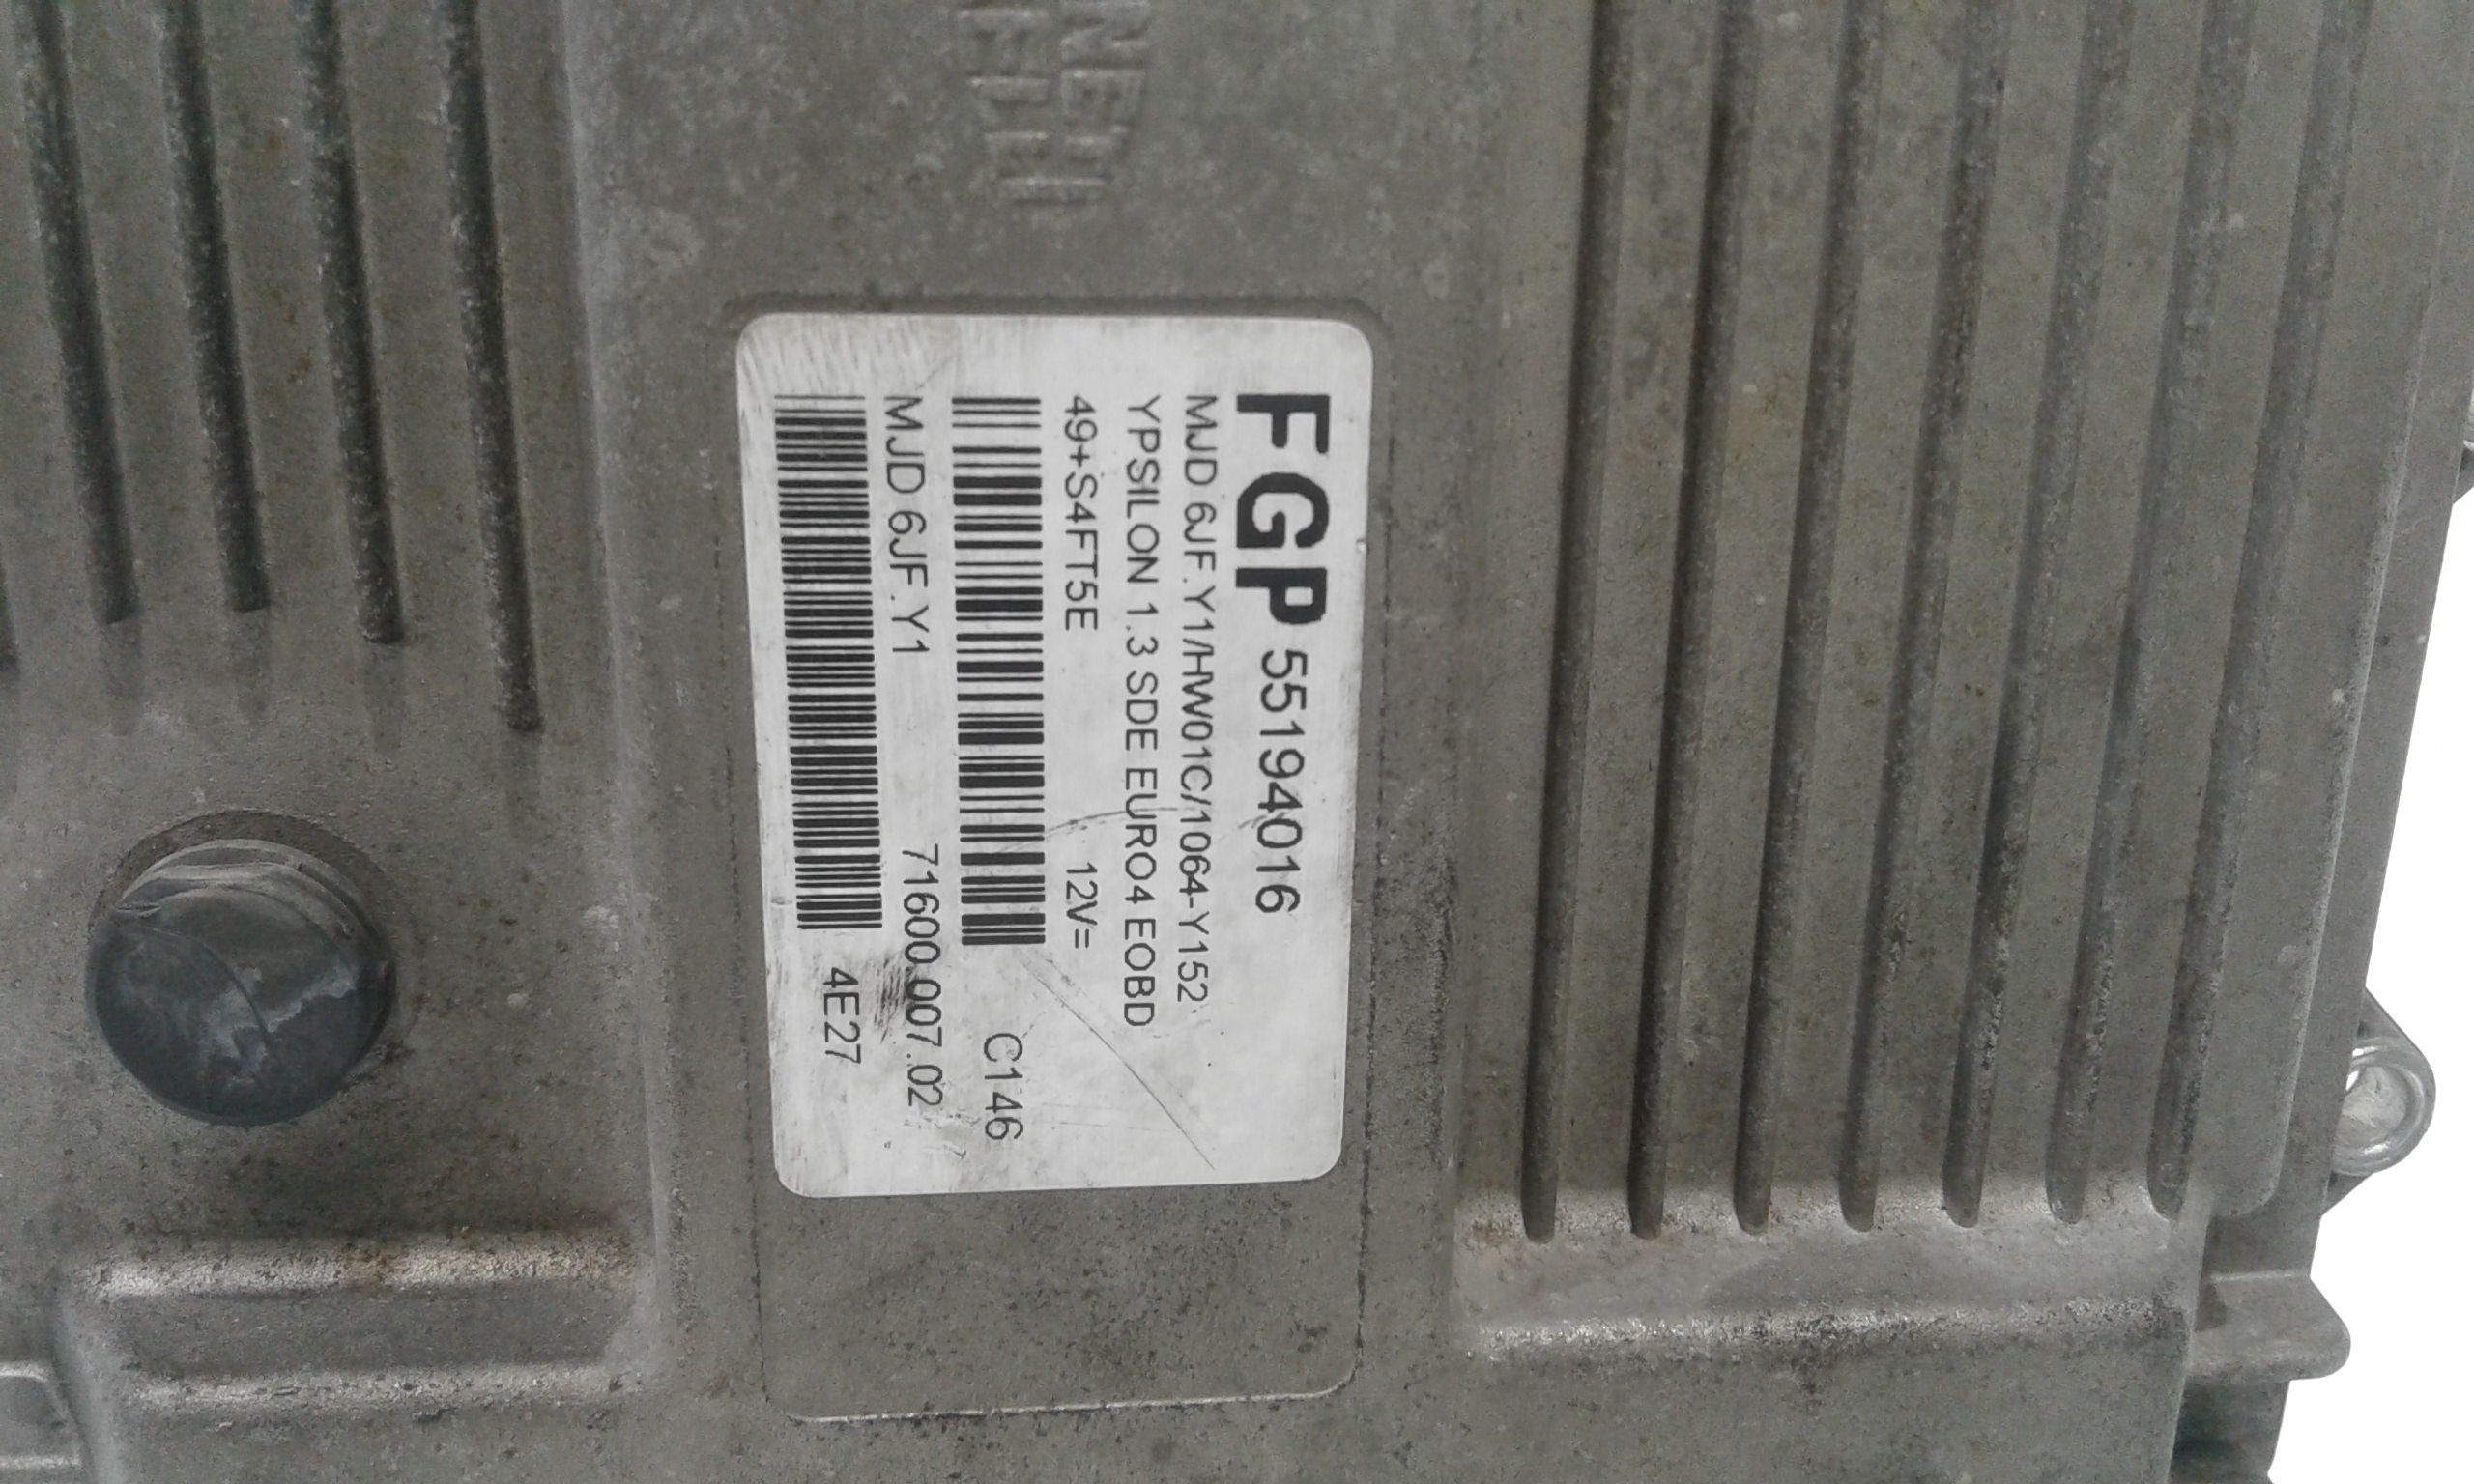 FGP 55194016
MJD 6JF.Y1/HW01C/1064-Y152
YPSILON 1.3 SDE EURO4 EOBD
49+S4FT5E 12V=
C146
MJD 6JF.Y1 71600.007.02
4E27